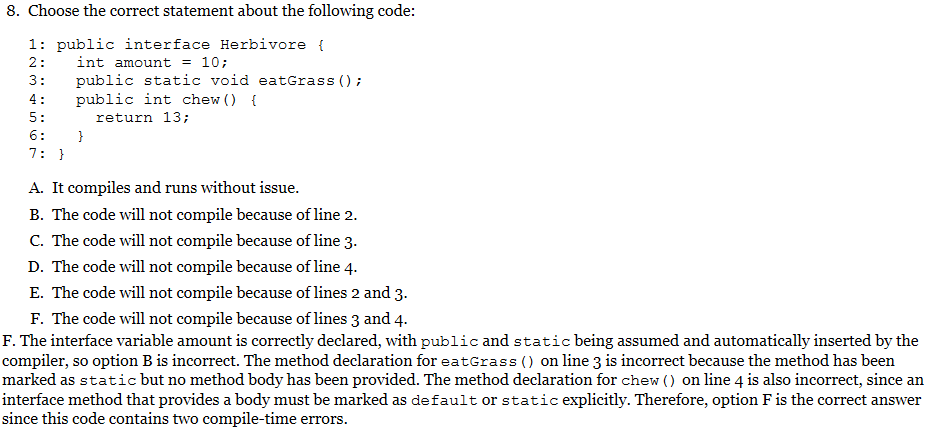 8. Choose the correct statement about the following code:
1: public interface Herbivore {
2: int amount = 10;
3: public static void eatGrass();
4: public int chew() {
5: return 13;
6: }
7: }
A. It compiles and runs without issue.
B. The code will not compile because of line 2.
C. The code will not compile because of line 3.
D. The code will not compile because of line 4.
E. The code will not compile because of lines 2 and 3.
F. The code will not compile because of lines 3 and 4.
F. The interface variable amount is correctly declared, with public and static being assumed and automatically inserted by the
compiler, so option B is incorrect. The method declaration for eatGrass() on line 3 is incorrect because the method has been
marked as static but no method body has been provided. The method declaration for chew() on line 4 is also incorrect, since an
interface method that provides a body must be marked as default or static explicitly. Therefore, option F is the correct answer
since this code contains two compile-time errors.